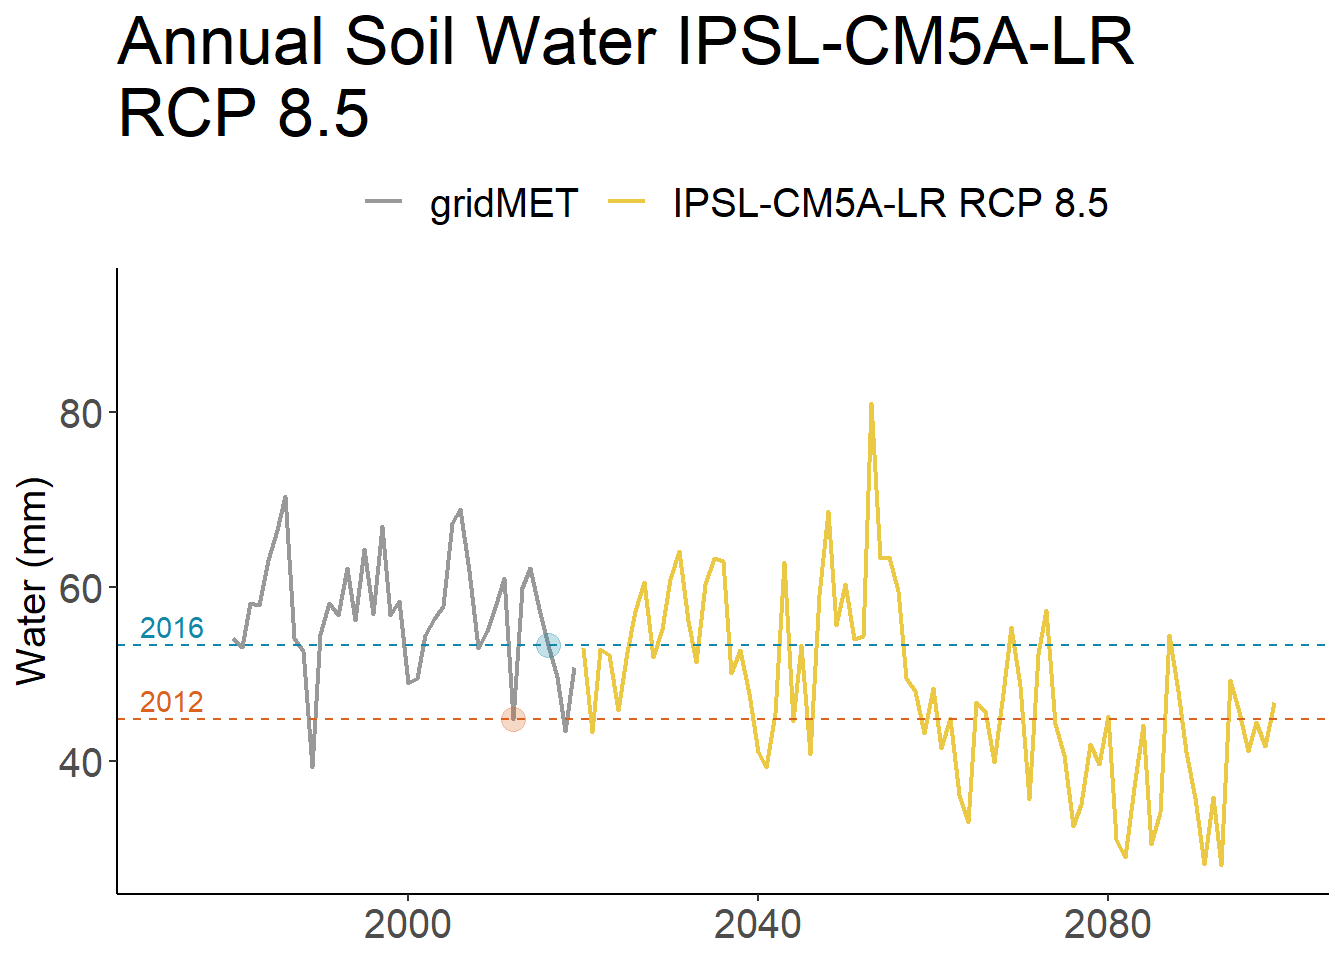 Annual Soil Water IPSL-CM5A-LR
RCP 8.5
gridMET IPSL-CM5A-LR RCP 8.5
Water (mm)
80
60
40
2016
2012
2000 2040 2080